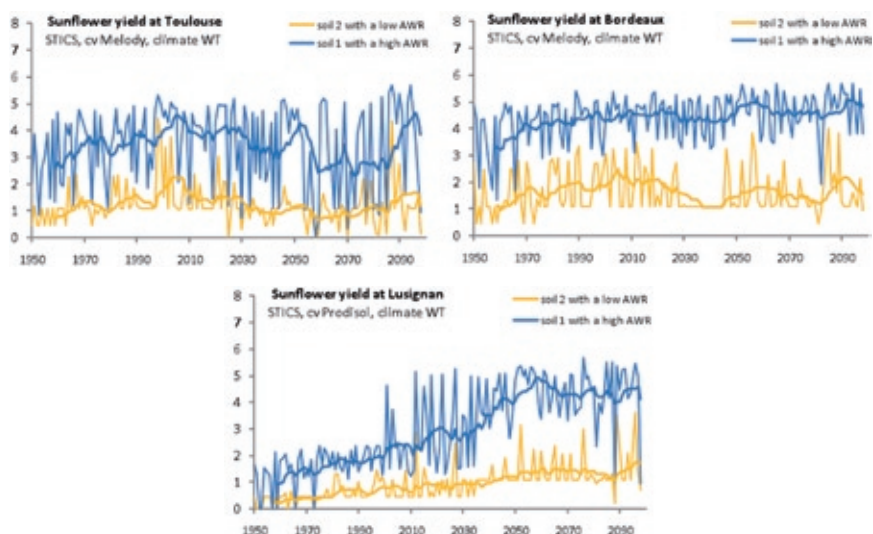 Sunflower yield at Toulouse
STICS, cv Melody, climate WT
soil 2 with a low AWR
soil 1 with a high AWR
8
7
6
5
4
3
2
1
0
1950 1970 1990 2010 2030 2050 2070 2090
Sunflower yield at Bordeaux
STICS, cv Melody, climate WT
soil 2 with a low AWR
soil 1 with a high AWR
8
7
6
5
4
3
2
1
0
1950 1970 1990 2010 2030 2050 2070 2090
Sunflower yield at Lusignan
STICS, cv Prodisol, climate WT
soil 2 with a low AWR
soil 1 with a high AWR
8
7
6
5
4
3
2
1
0
1950 1970 1990 2010 2030 2050 2070 2090